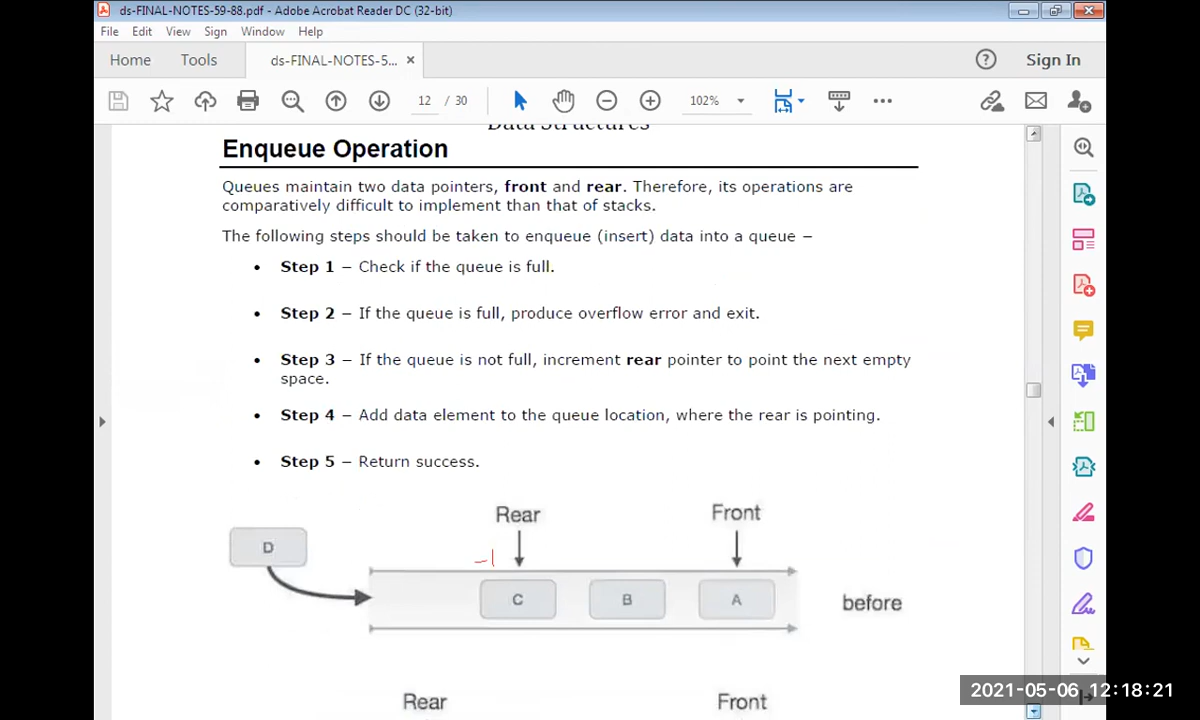 ds-FINAL-NOTES-59-88.pdf - Adobe Acrobat Reader DC (32-bit)
File Edit View Sign Window Help
Home Tools ds-FINAL-NOTES-5... × Sign In
12 / 30 102%
Data Structures
Enqueue Operation
Queues maintain two data pointers, front and rear. Therefore, its operations are
comparatively difficult to implement than that of stacks.
The following steps should be taken to enqueue (insert) data into a queue −
• Step 1 − Check if the queue is full.
• Step 2 − If the queue is full, produce overflow error and exit.
• Step 3 − If the queue is not full, increment rear pointer to point the next empty
space.
• Step 4 − Add data element to the queue location, where the rear is pointing.
• Step 5 − Return success.
Rear Front
D
-1
C B A before
Rear Front
2021-05-06 12:18:21